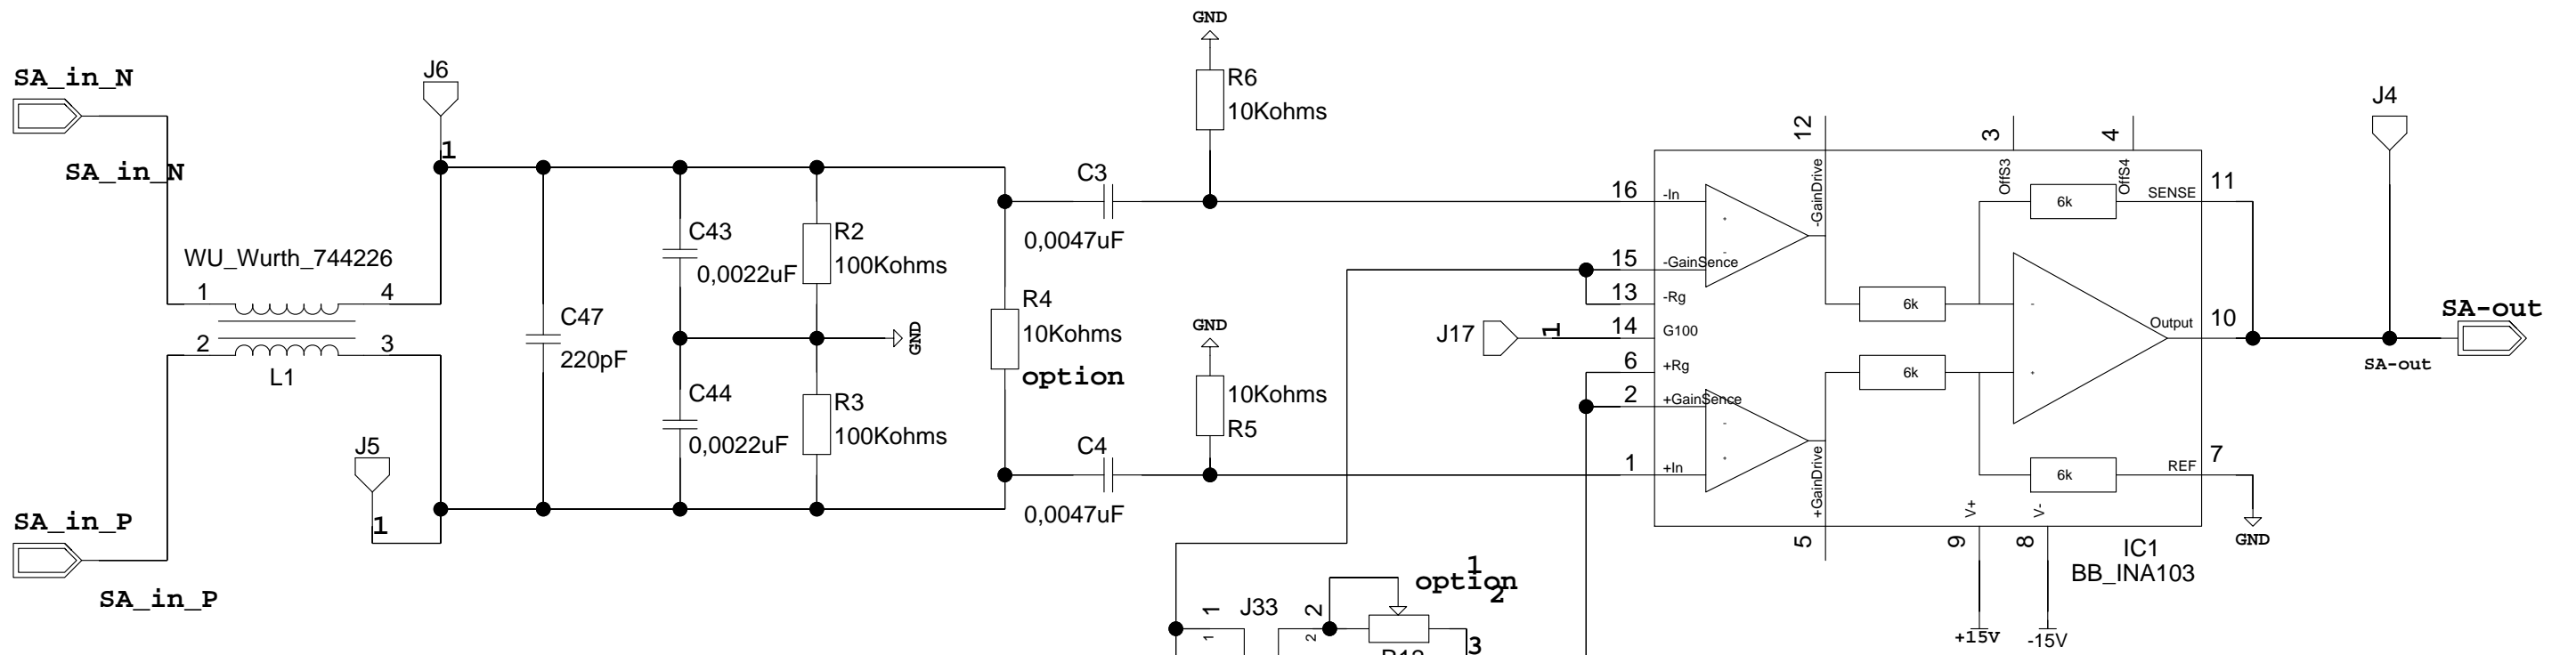 GND
SA_in_N
J6
R6
10Kohms
J4
1
SA_in_N
C3
12
3
4
-GainDrive
OffS3
OffS4
16
-In
6k
SENSE
11
0,0047uF
C43
0,0022uF
R2
100Kohms
WU_Wurth_744226
1
4
15
-GainSence
13
-Rg
6k
C47
220pF
GND
R4
10Kohms
option
GND
J17
1
14
G100
Output
10
SA-out
SA-out
2
3
L1
6
+Rg
6k
C44
0,0022uF
R3
100Kohms
10Kohms
R5
2
+GainSence
J5
1
C4
0,0047uF
1
+In
+GainDrive
6k
REF
7
V+
V-
SA_in_P
SA_in_P
5
9
8
GND
IC1
BB_INA103
+15V
-15V
1
option
2
1
J33
2
1
2
3
R12